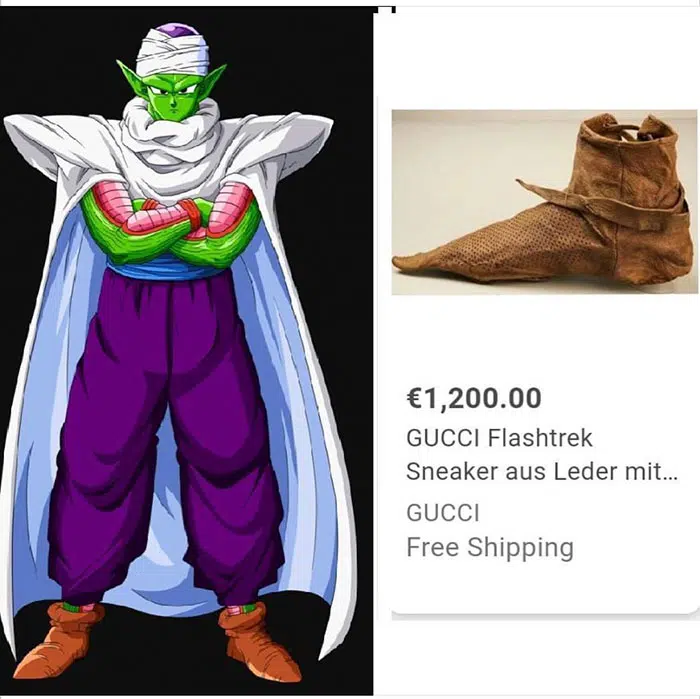 €1,200.00
GUCCI Flashtrek
Sneaker aus Leder mit...
GUCCI
Free Shipping